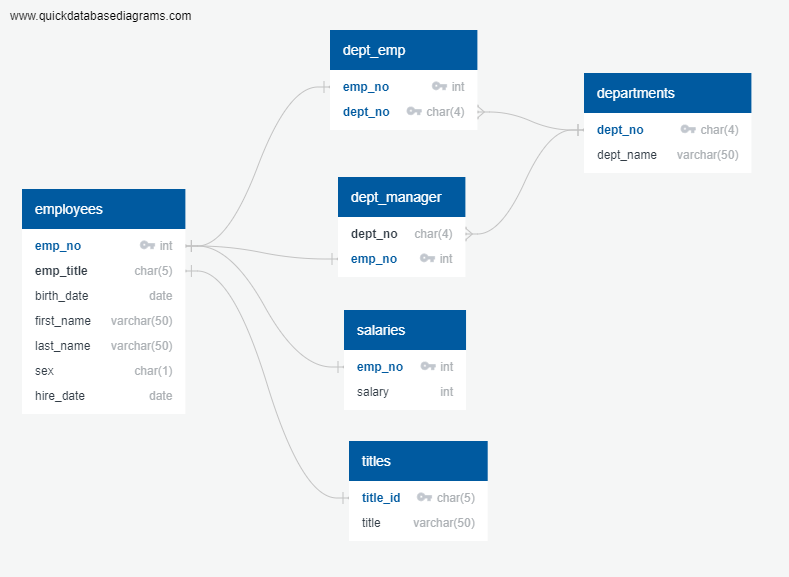 www.quickdatabasediagrams.com
dept_emp
emp_no int
dept_no char(4)
departments
dept_no char(4)
dept_name varchar(50)
dept_manager
dept_no char(4)
emp_no int
employees
emp_no int
emp_title char(5)
birth_date date
first_name varchar(50)
last_name varchar(50)
sex char(1)
hire_date date
salaries
emp_no int
salary int
titles
title_id char(5)
title varchar(50)